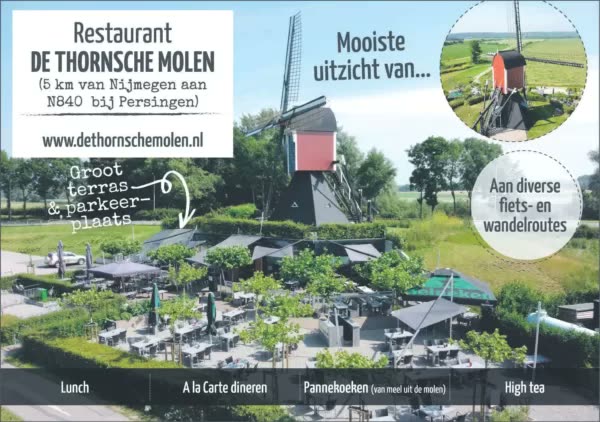 Restaurant
DE THORNSCHE MOLEN
(5 km van Nijmegen aan
N840 bij Persingen)
www.dethornschemolen.nl
Mooiste
uitzicht van...
Groot
terras
& parkeer-
plaats
Aan diverse
fiets- en
wandelroutes
Lunch
A la Carte dineren
Pannekoeken (van meel uit de molen)
High tea